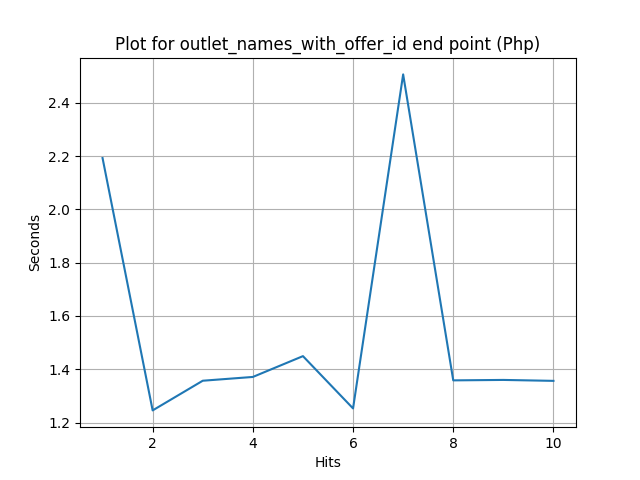 Plot for outlet_names_with_offer_id end point (Php)
2.4
2.2
2.0
1.8
1.6
1.4
1.2
Seconds
2 4 6 8 10
Hits